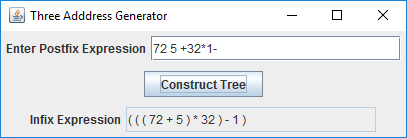 Three Adddress Generator
Enter Postfix Expression 72 5 +32*1-
Construct Tree
Infix Expression ( ( ( 72 + 5 ) * 32 ) - 1 )